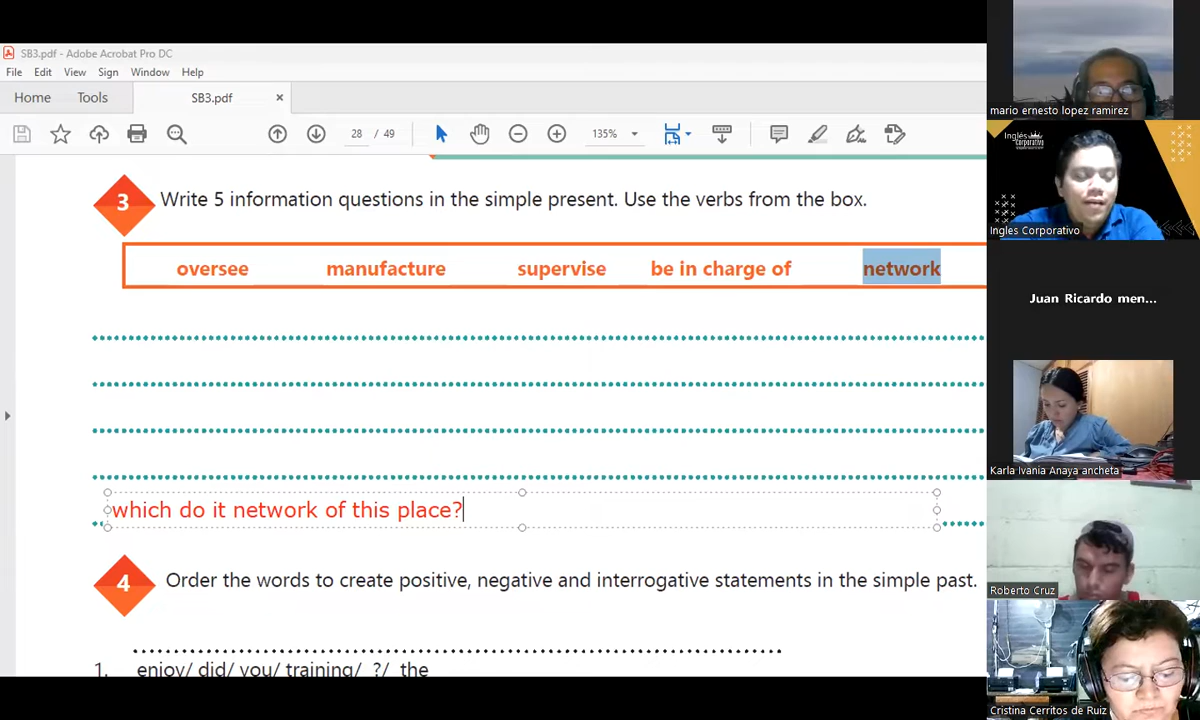 SB3.pdf - Adobe Acrobat Pro DC
File Edit View Sign Window Help
Home Tools SB3.pdf ×
28 / 49 135%
3 Write 5 information questions in the simple present. Use the verbs from the box.
oversee manufacture supervise be in charge of network
which do it network of this place?
4 Order the words to create positive, negative and interrogative statements in the simple past.
1. enjoy/ did/ you/ training/ ?/ the
mario ernesto lopez ramirez
Inglés
Corporativo
Ingles Corporativo
Juan Ricardo men...
Karla Ivania Anaya ancheta
Roberto Cruz
Cristina Cerritos de Ruiz